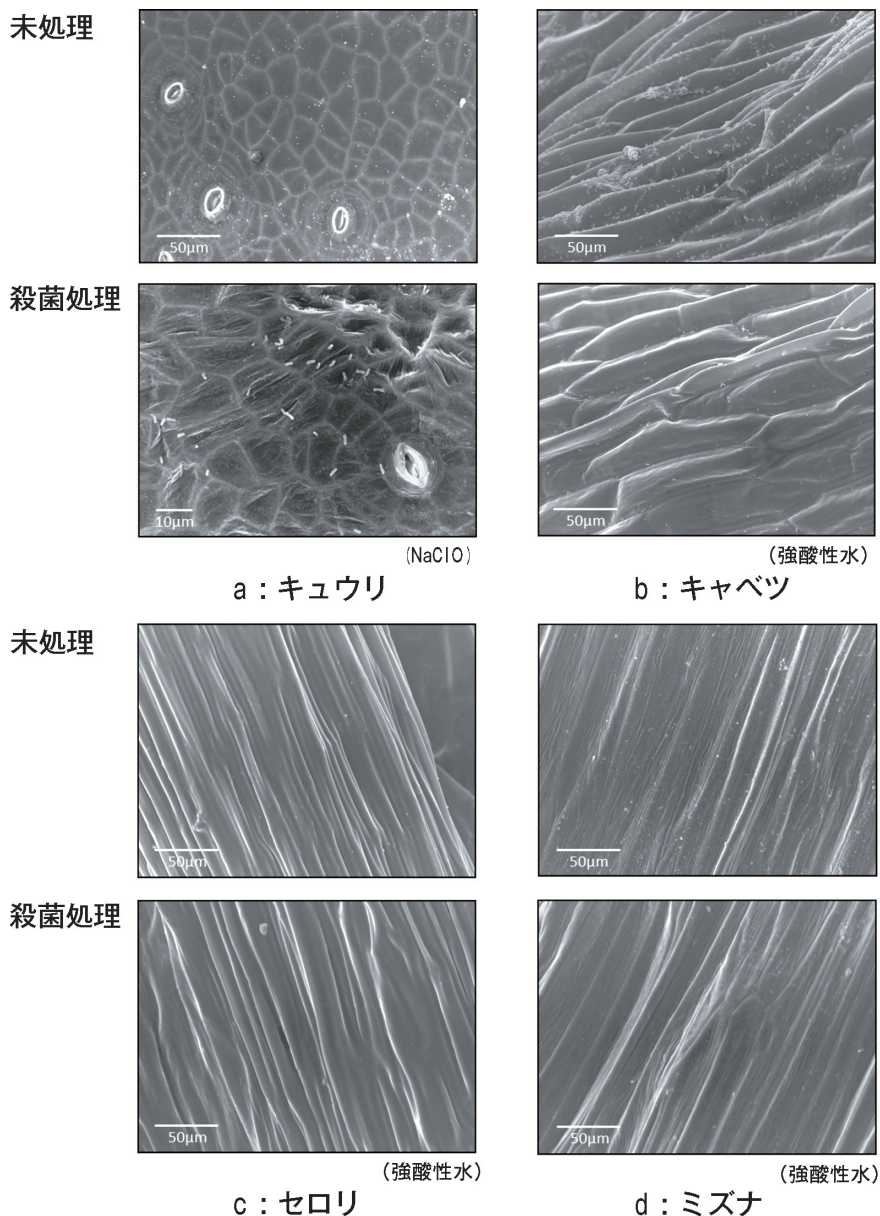 未処理
50μm
50μm
殺菌処理
10μm
50μm
(NaClO)
(強酸性水)
a：キュウリ
b：キャベツ
未処理
50μm
50μm
殺菌処理
50μm
50μm
(強酸性水)
(強酸性水)
c：セロリ
d：ミズナ